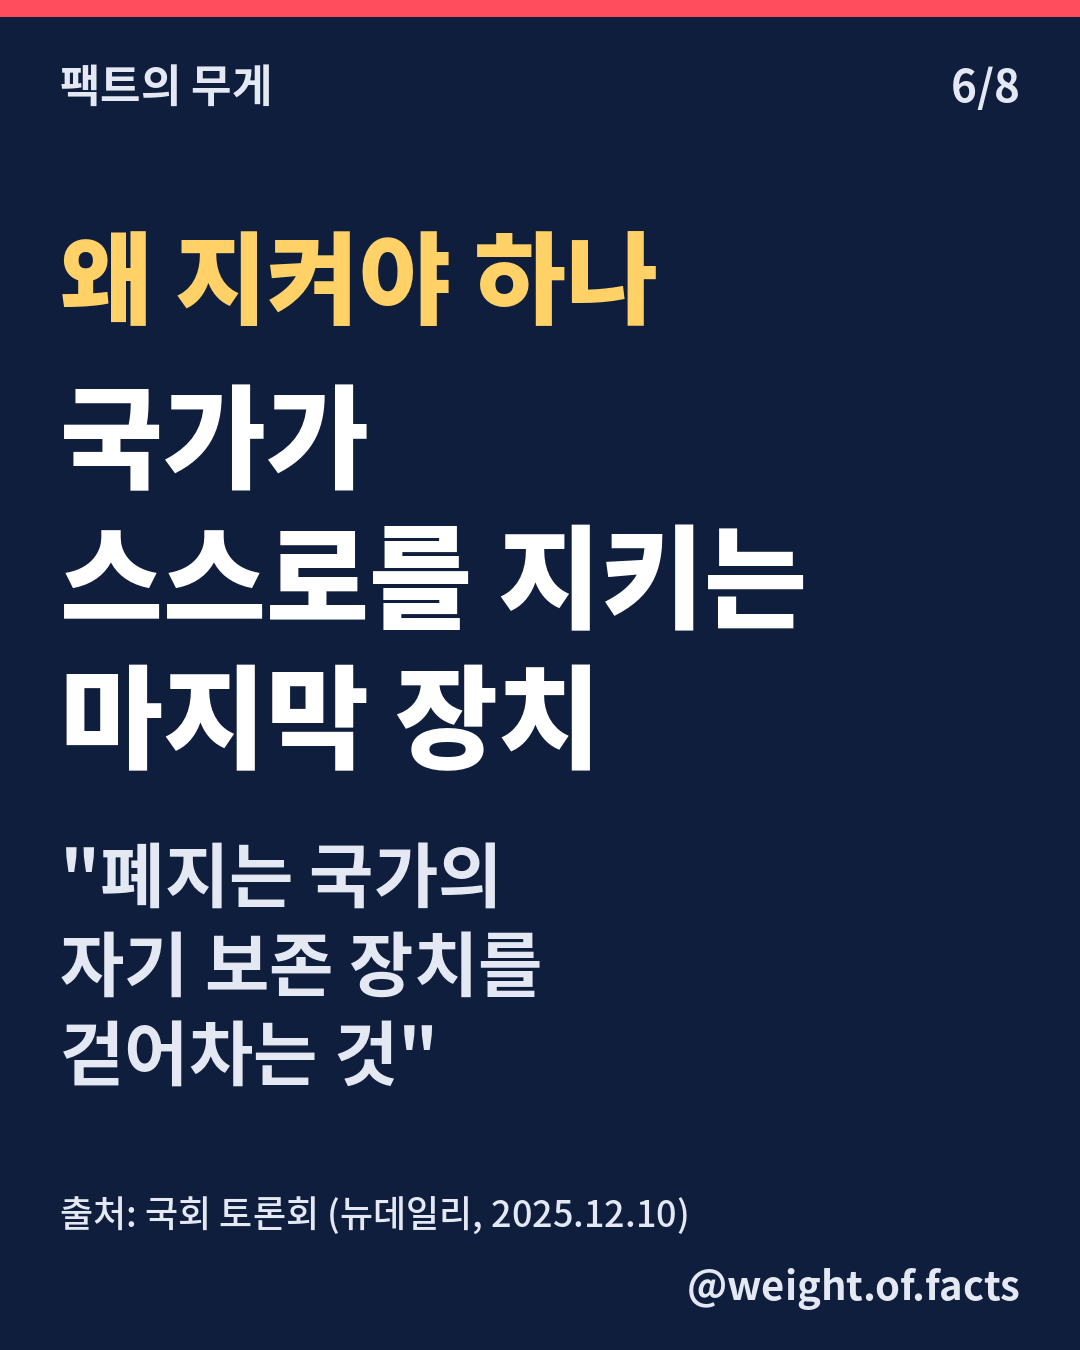 팩트의 무게
6/8
왜 지켜야 하나
국가가
스스로를 지키는
마지막 장치
"폐지는 국가의
자기 보존 장치를
걷어차는 것"
출처: 국회 토론회 (뉴데일리, 2025.12.10)
@weight.of.facts